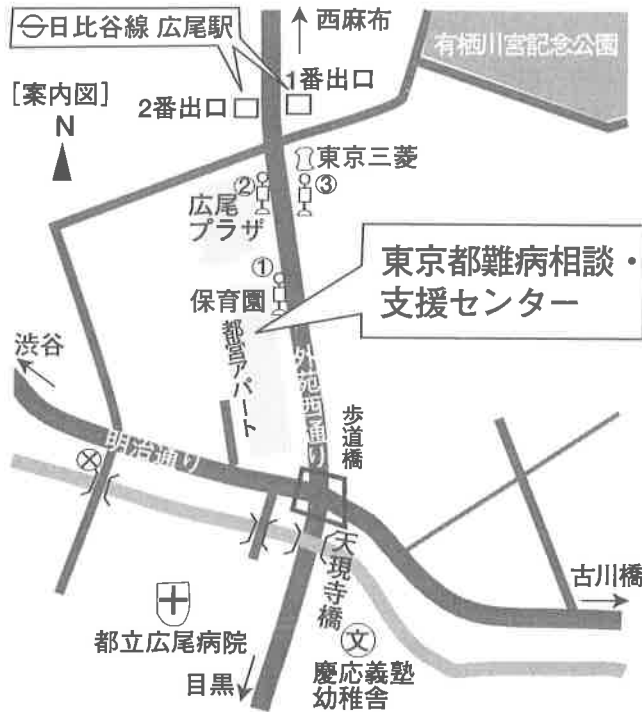 日比谷線 広尾駅
西麻布
有栖川宮記念公園
[案内図]
N
1番出口
2番出口
東京三菱
②
③
広尾
プラザ
①
保育園
東京都難病相談・
支援センター
都営アパート
外苑西通り
渋谷
歩道橋
明治通り
天現寺橋
古川橋
都立広尾病院
文
目黒
慶応義塾
幼稚舎